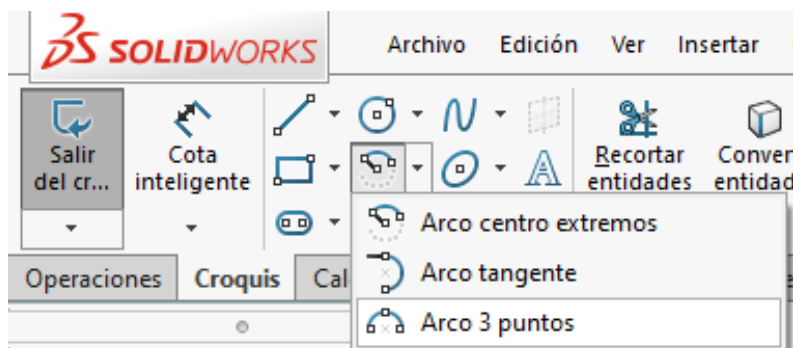 SOLIDWORKS
Archivo Edición Ver Insertar
Salir del cr...
Cota inteligente
A
Recortar entidades
Conver entidad
Arco centro extremos
Arco tangente
Arco 3 puntos
Operaciones Croquis Cal